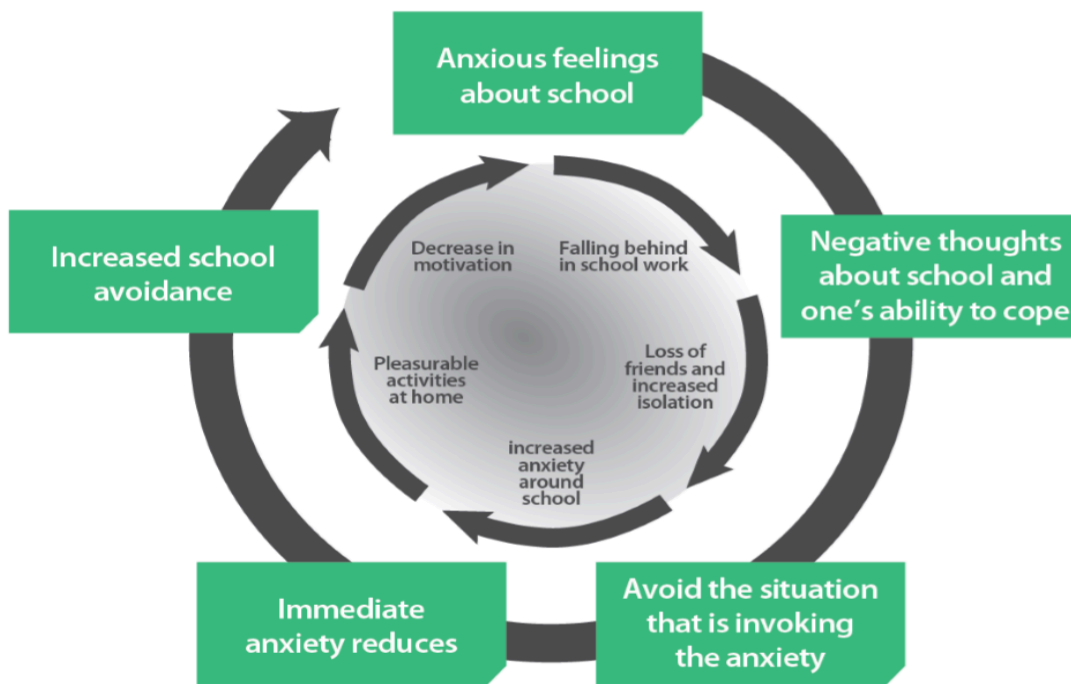 Anxious feelings
about school
Negative thoughts
about school and
one's ability to cope
Avoid the situation
that is invoking
the anxiety
Immediate
anxiety reduces
Increased school
avoidance
Falling behind
in school work
Loss of
friends and
increased
isolation
increased
anxiety
around
school
Pleasurable
activities
at home
Decrease in
motivation